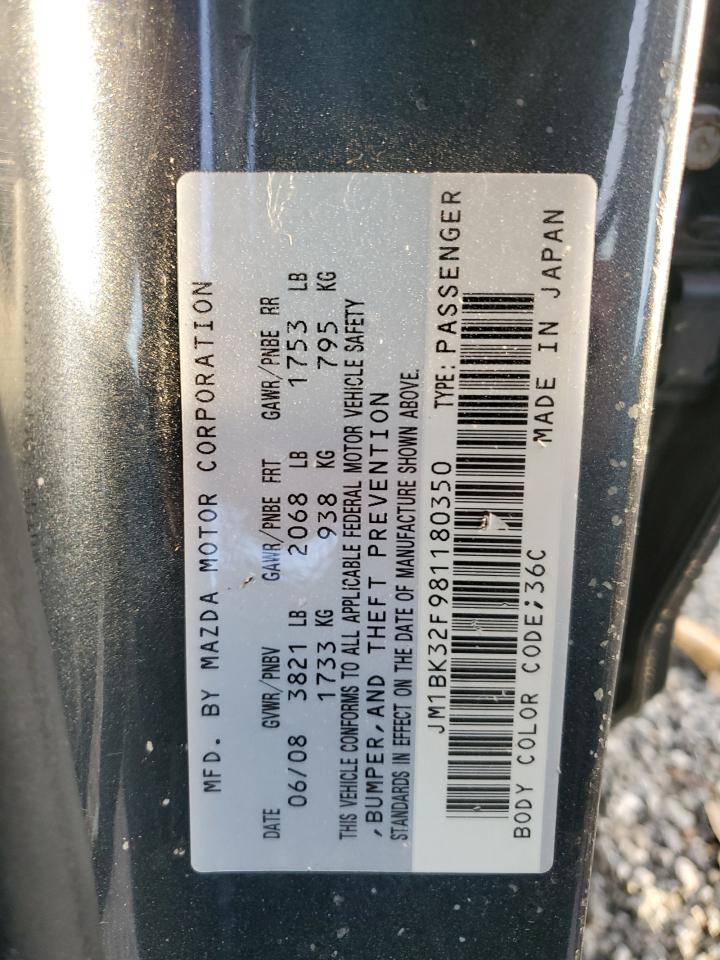 MFD. BY MAZDA MOTOR CORPORATION
DATE GVWR/PNBV GAWR/PNBE FRT GAWR/PNBE RR
06/08 3821 LB 2068 LB 1753 LB
1733 KG 938 KG 795 KG
THIS VEHICLE CONFORMS TO ALL APPLICABLE FEDERAL MOTOR VEHICLE SAFETY
,BUMPER,AND THEFT PREVENTION
STANDARDS IN EFFECT ON THE DATE OF MANUFACTURE SHOWN ABOVE.
JM1BK32F981180350 TYPE: PASSENGER
BODY COLOR CODE;36C MADE IN JAPAN